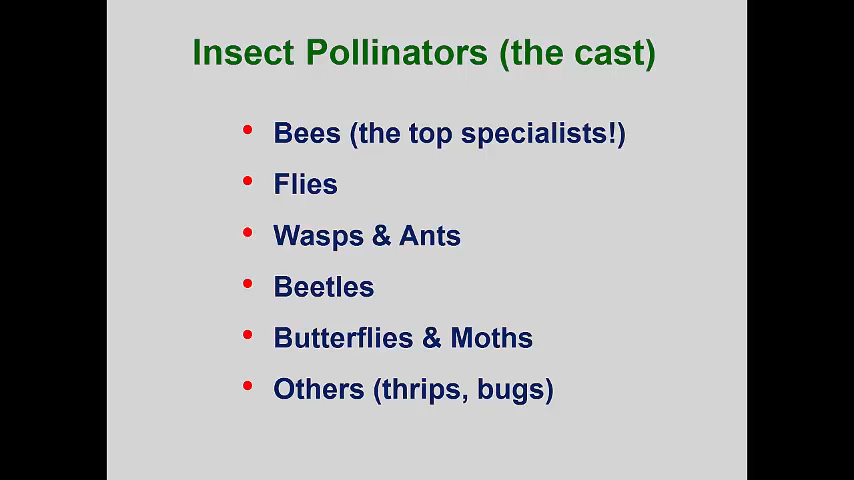 Insect Pollinators (the cast)
• Bees (the top specialists!)
• Flies
• Wasps & Ants
• Beetles
• Butterflies & Moths
• Others (thrips, bugs)